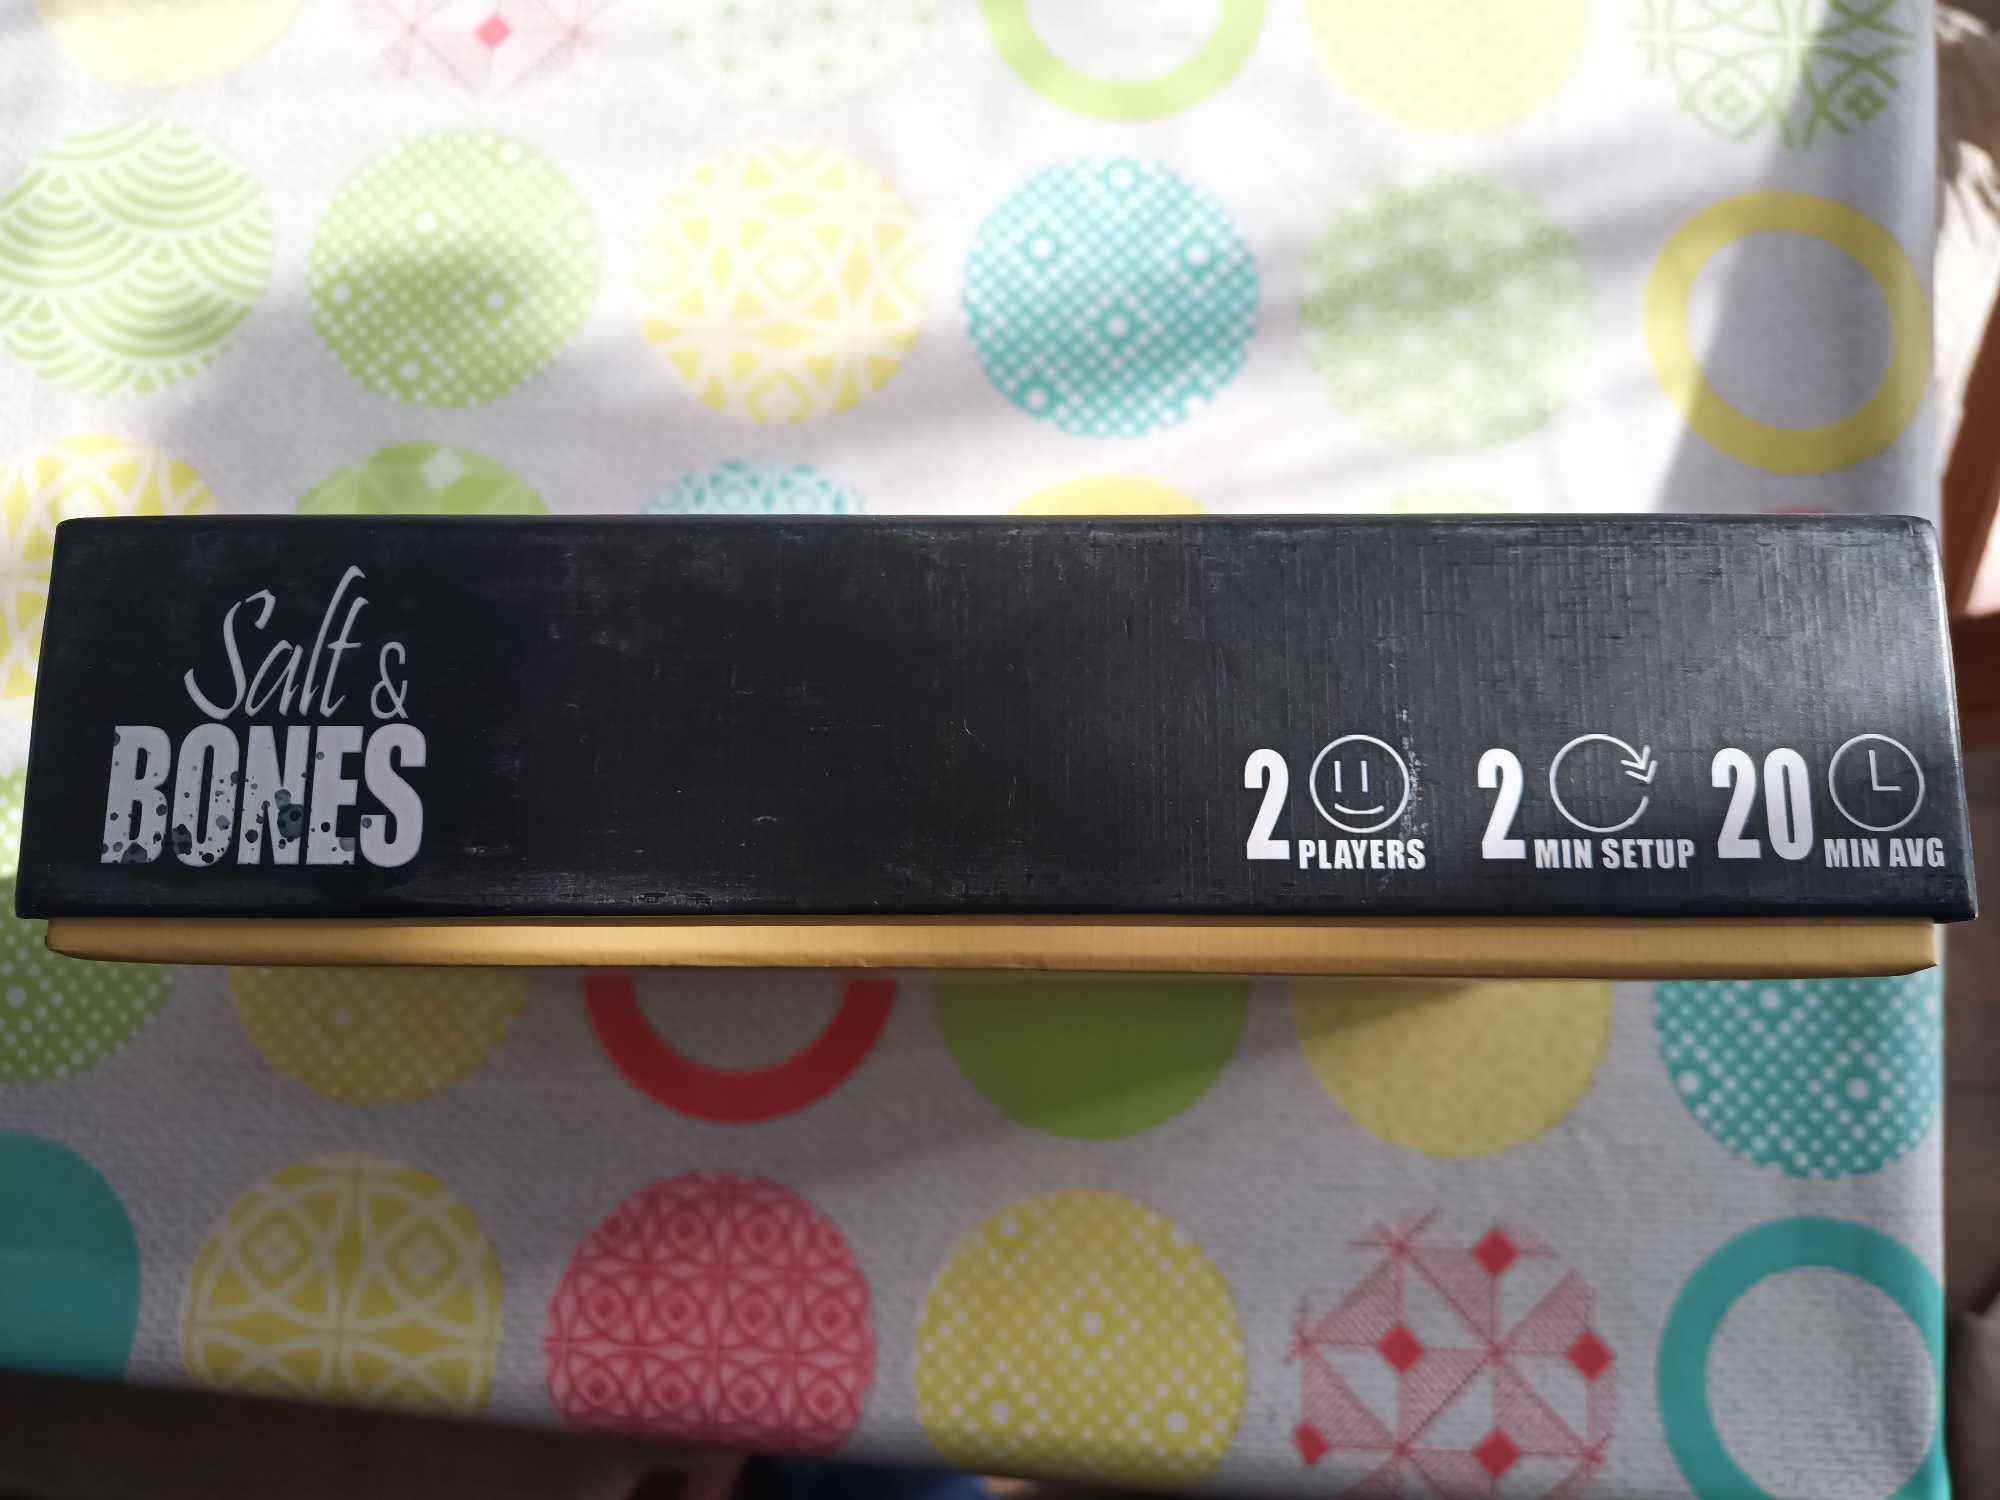 Salt &
BONES
2 PLAYERS
2 MIN SETUP
20 MIN AVG